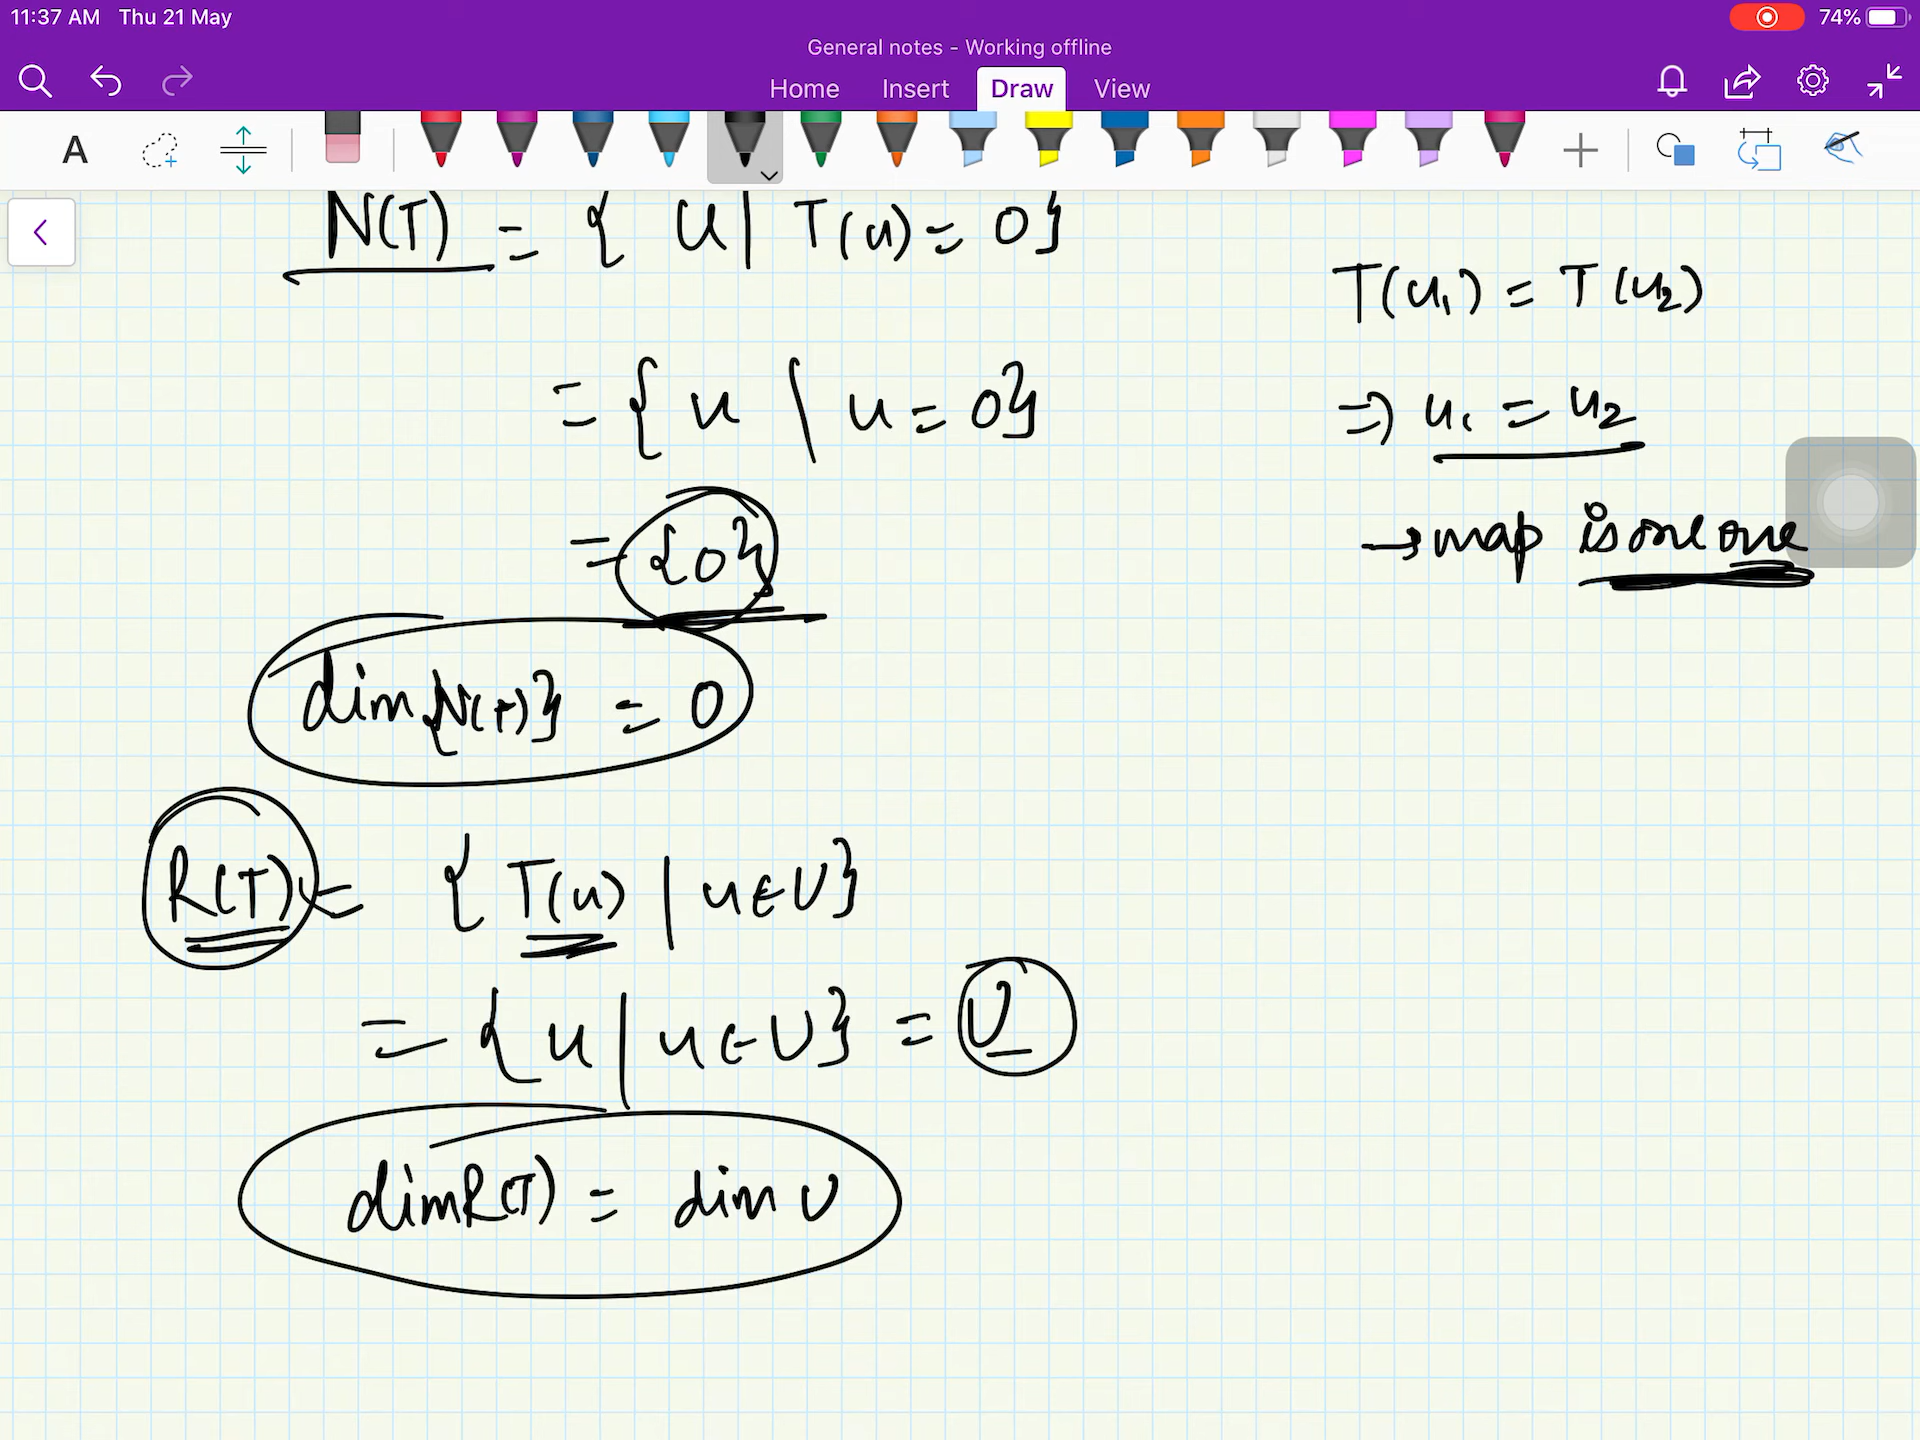 11:37 AM Thu 21 May
74%
General notes - Working offline
Home Insert Draw View
A
N(T) = { u | T(u) = 0}
= { u | u = 0}
= {0}
dim{N(T)} = 0
R(T) = { T(u) | u ∈ U}
= { u | u ∈ U} = U
dimR(T) = dim U
T(u₁) = T(u₂)
⇒ u₁ = u₂
→ map is one one